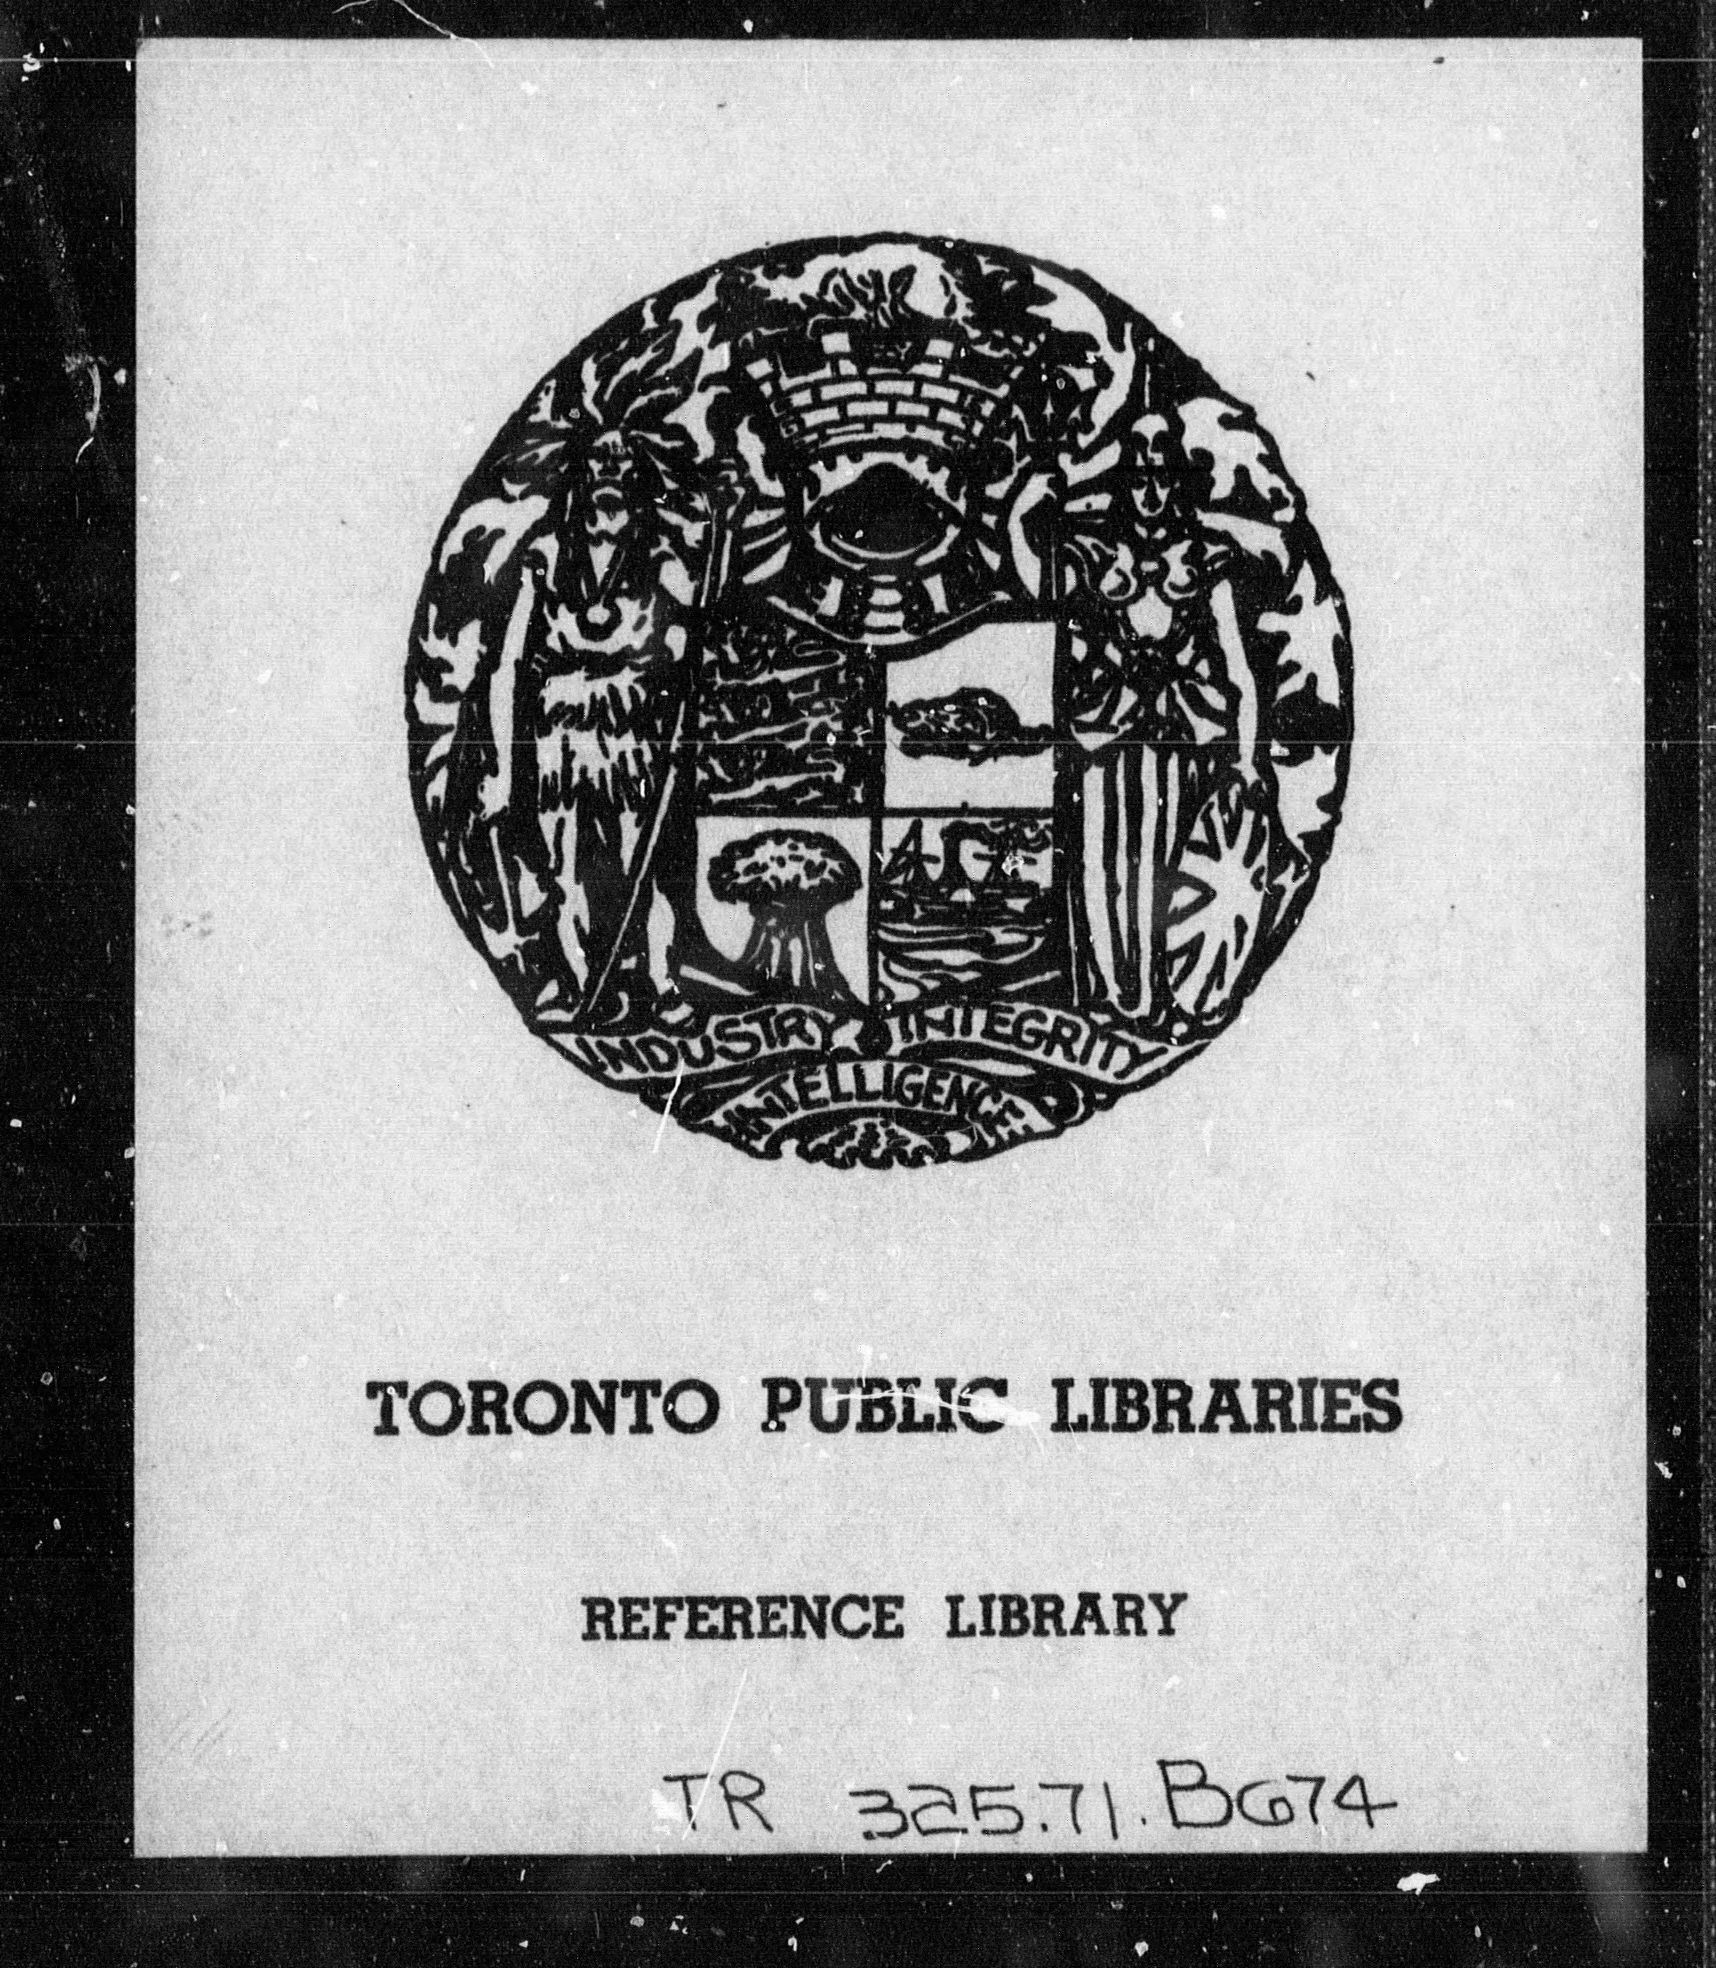 INDUSTRY INTEGRITY
INTELLIGENCE
TORONTO PUBLIC LIBRARIES
REFERENCE LIBRARY
TR 325.71.B674